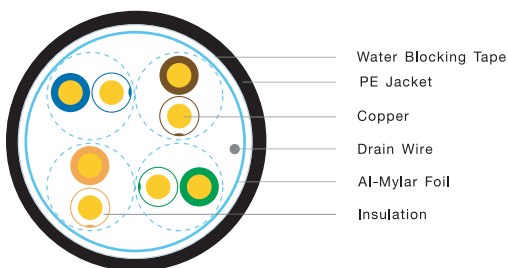 Water Blocking Tape
PE Jacket
Copper
Drain Wire
Al-Mylar Foil
Insulation